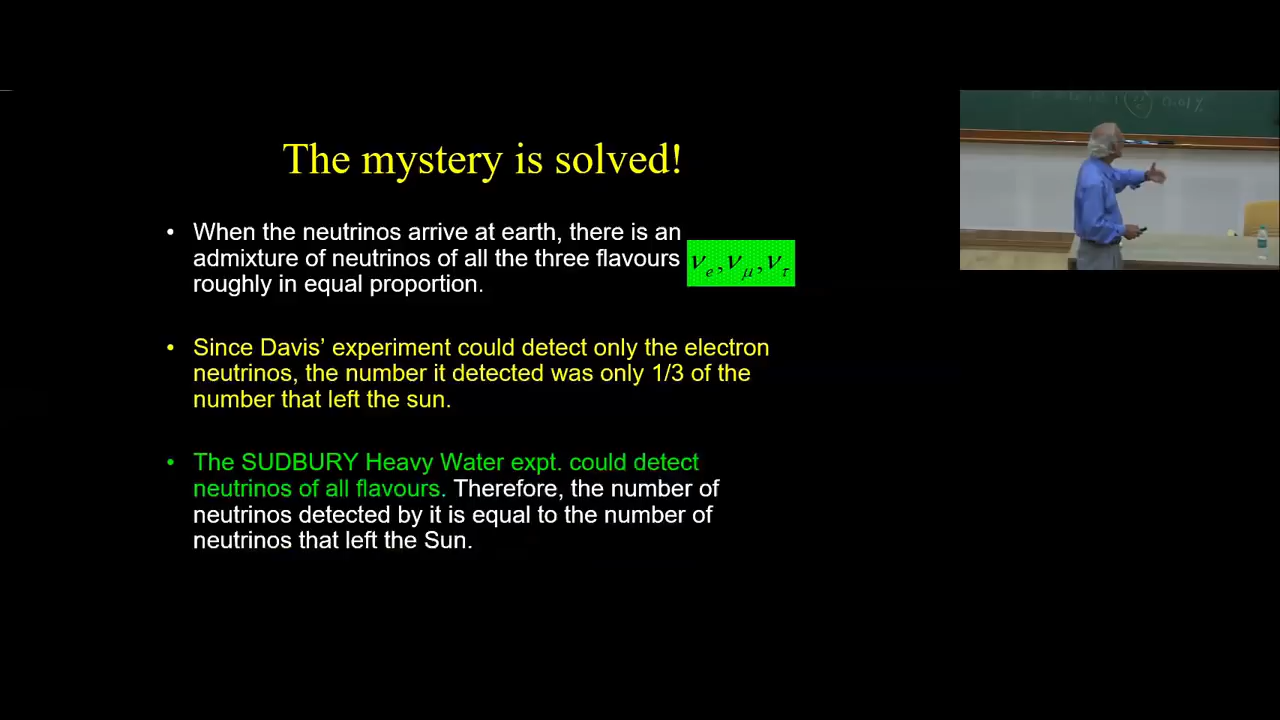 The mystery is solved!
• When the neutrinos arrive at earth, there is an
admixture of neutrinos of all the three flavours
roughly in equal proportion.
νe, νμ, ντ
• Since Davis’ experiment could detect only the electron
neutrinos, the number it detected was only 1/3 of the
number that left the sun.
• The SUDBURY Heavy Water expt. could detect
neutrinos of all flavours. Therefore, the number of
neutrinos detected by it is equal to the number of
neutrinos that left the Sun.